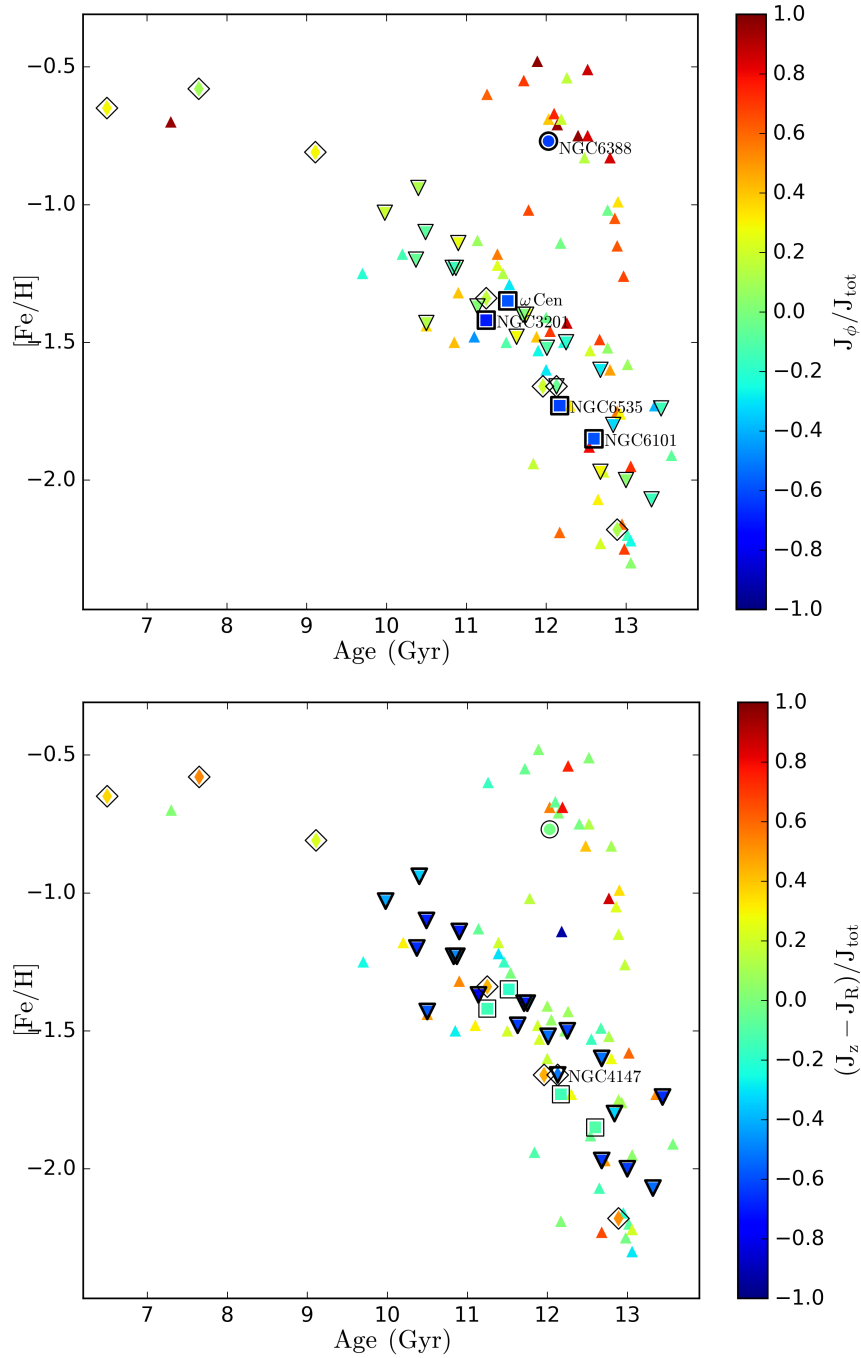 −0.5
−1.0
−1.5
−2.0
[Fe/H]
NGC6388
ωCen
NGC3201
NGC6535
NGC6101
7 8 9 10 11 12 13
Age (Gyr)
1.0
0.8
0.6
0.4
0.2
0.0
−0.2
−0.4
−0.6
−0.8
−1.0
J_ϕ/J_tot
−0.5
−1.0
−1.5
−2.0
[Fe/H]
NGC4147
7 8 9 10 11 12 13
Age (Gyr)
1.0
0.8
0.6
0.4
0.2
0.0
−0.2
−0.4
−0.6
−0.8
−1.0
(J_z − J_R)/J_tot